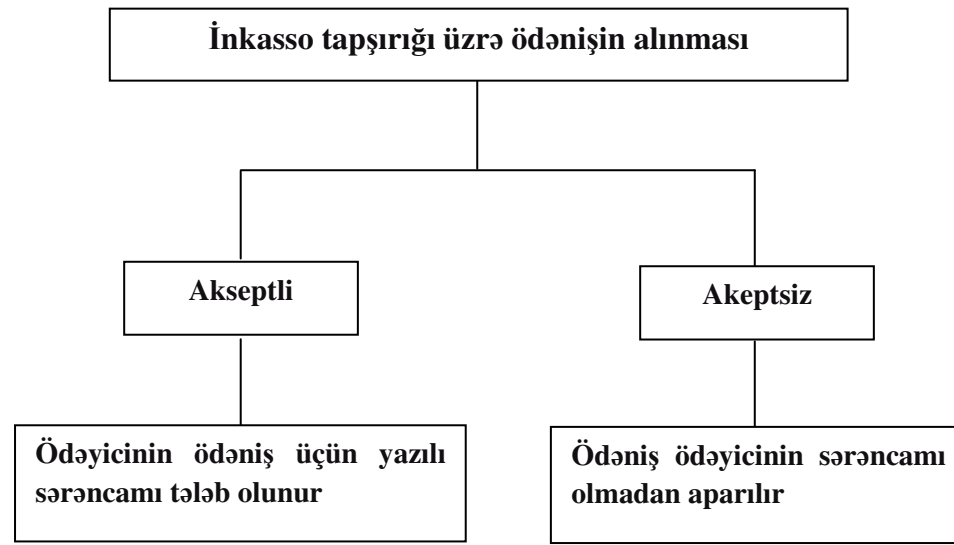 İnkasso tapşırığı üzrə ödənişin alınması
Akseptli
Akeptsiz
Ödəyicinin ödəniş üçün yazılı
sərəncamı tələb olunur
Ödəniş ödəyicinin sərəncamı
olmadan aparılır